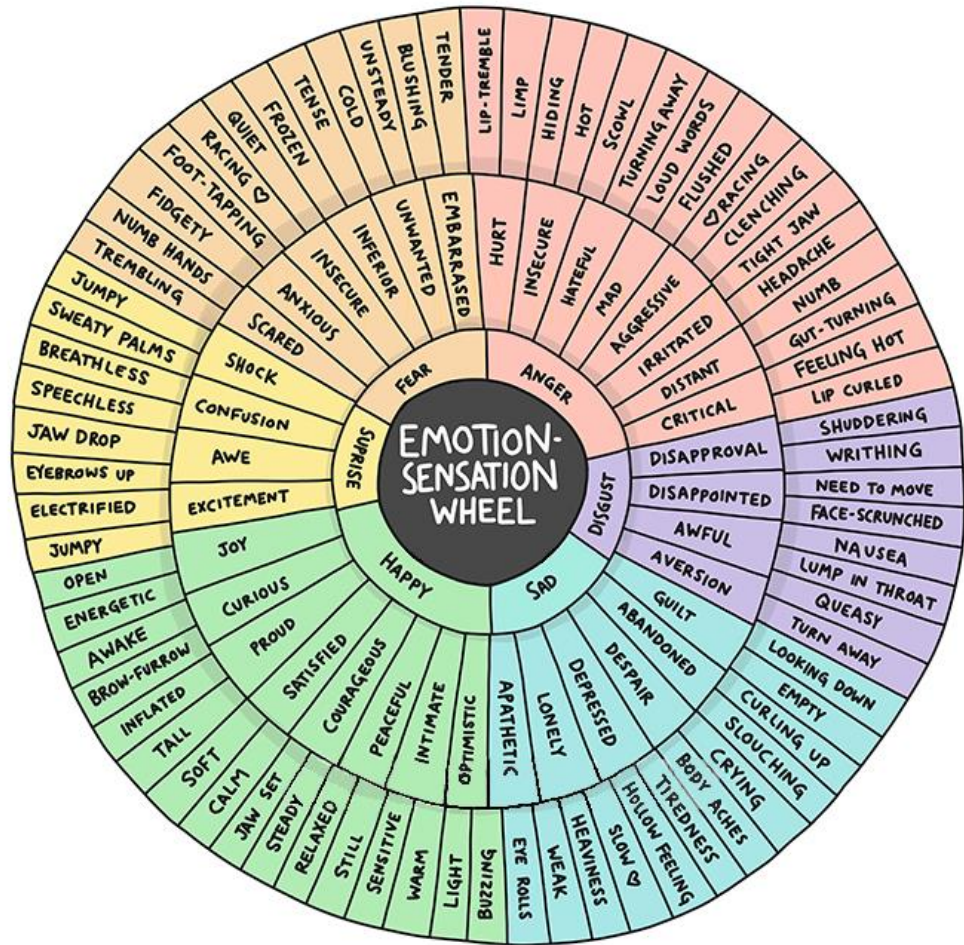 EMOTION-
SENSATION
WHEEL
ANGER
DISGUST
SAD
HAPPY
SUPRISE
FEAR
HURT
INSECURE
HATEFUL
MAD
AGGRESSIVE
IRRITATED
DISTANT
CRITICAL
DISAPPROVAL
DISAPPOINTED
AWFUL
AVERSION
GUILT
ABANDONED
DESPAIR
DEPRESSED
LONELY
APATHETIC
OPTIMISTIC
INTIMATE
PEACEFUL
COURAGEOUS
SATISFIED
PROUD
CURIOUS
JOY
EXCITEMENT
AWE
CONFUSION
SHOCK
SCARED
ANXIOUS
INSECURE
INFERIOR
UNWANTED
EMBARRASED
LIP-TREMBLE
LIMP
HIDING
HOT
SCOWL
TURNING AWAY
LOUD WORDS
FLUSHED
♡ RACING
CLENCHING
TIGHT JAW
HEADACHE
NUMB
GUT-TURNING
FEELING HOT
LIP CURLED
SHUDDERING
WRITHING
NEED TO MOVE
FACE-SCRUNCHED
NAUSEA
LUMP IN THROAT
QUEASY
TURN AWAY
LOOKING DOWN
EMPTY
CURLING UP
SLOUCHING
CRYING
BODY ACHES
TIREDNESS
HOLLOW FEELING
SLOW ♡
HEAVINESS
WEAK
EYE ROLLS
BUZZING
LIGHT
WARM
SENSITIVE
STILL
RELAXED
STEADY
JAW SET
CALM
SOFT
TALL
INFLATED
BROW-FURROW
AWAKE
ENERGETIC
OPEN
JUMPY
ELECTRIFIED
EYEBROWS UP
JAW DROP
SPEECHLESS
BREATHLESS
SWEATY PALMS
JUMPY
TREMBLING
NUMB HANDS
FIDGETY
FOOT-TAPPING
RACING ♡
QUIET
FROZEN
TENSE
COLD
UNSTEADY
BLUSHING
TENDER